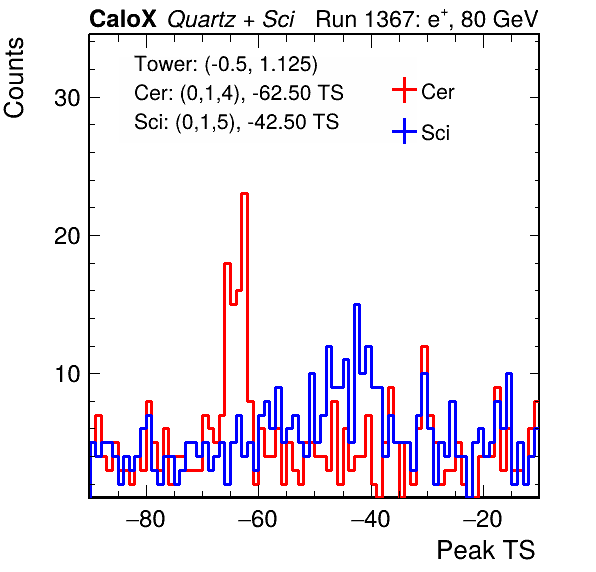 CaloX Quartz + Sci Run 1367: e+, 80 GeV
Counts
Tower: (-0.5, 1.125)
Cer: (0,1,4), -62.50 TS
Sci: (0,1,5), -42.50 TS
Cer
Sci
30
20
10
−80 −60 −40 −20
Peak TS